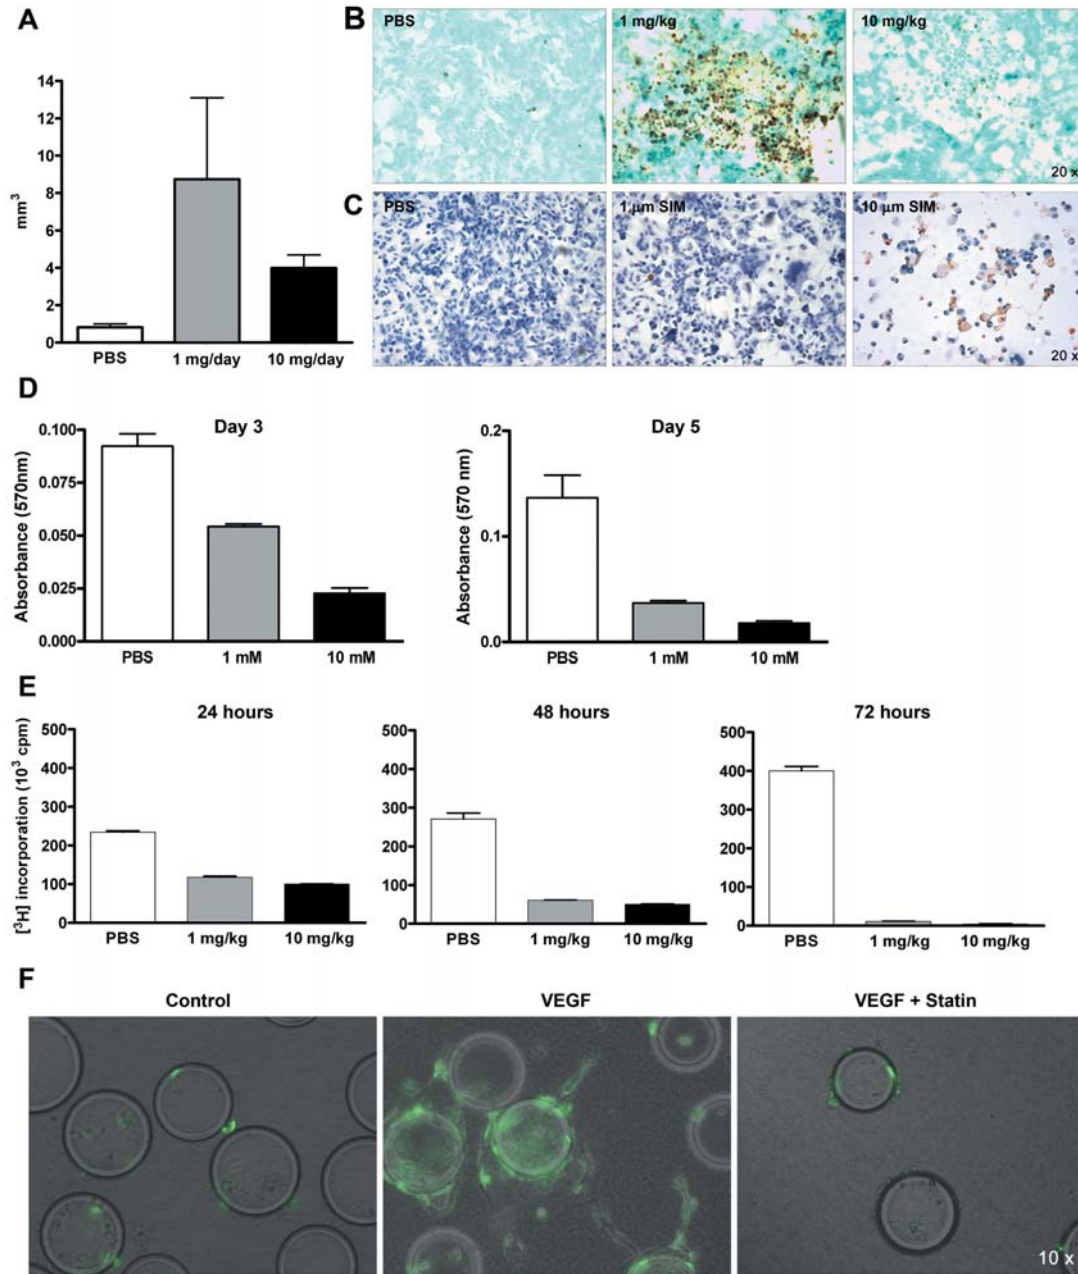 A
mm³
14
12
10
8
6
4
2
0
PBS
1 mg/day
10 mg/day
B
PBS
1 mg/kg
10 mg/kg
20 x
C
PBS
1 μm SIM
10 μm SIM
20 x
D
Day 3
Absorbance (570nm)
0.100
0.075
0.050
0.025
0.000
PBS
1 mM
10 mM
Day 5
Absorbance (570 nm)
0.2
0.1
0.0
PBS
1 mM
10 mM
E
24 hours
[³H] incorporation (10³ cpm)
500
400
300
200
100
0
PBS
1 mg/kg
10 mg/kg
48 hours
500
400
300
200
100
0
PBS
1 mg/kg
10 mg/kg
72 hours
500
400
300
200
100
0
PBS
1 mg/kg
10 mg/kg
F
Control
VEGF
VEGF + Statin
10 x